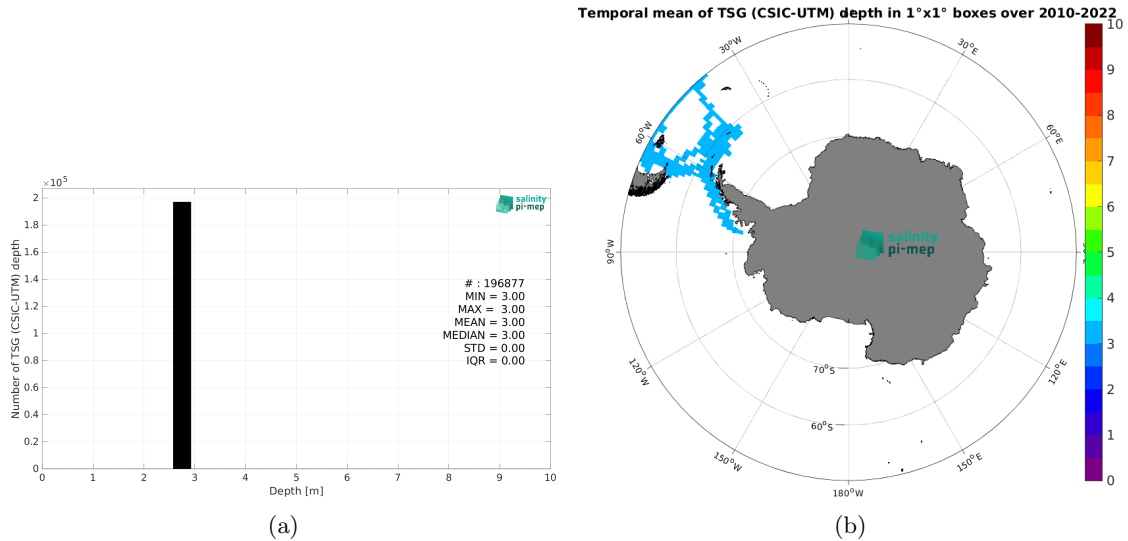 Temporal mean of TSG (CSIC-UTM) depth in 1°x1° boxes over 2010-2022
×10⁵
2
1.8
1.6
1.4
1.2
1
0.8
0.6
0.4
0.2
0
Number of TSG (CSIC-UTM) depth
salinity
pi-mep
# : 196877
MIN = 3.00
MAX = 3.00
MEAN = 3.00
MEDIAN = 3.00
STD = 0.00
IQR = 0.00
0 1 2 3 4 5 6 7 8 9 10
Depth [m]
(a)
0°
30°W
30°E
60°W
60°E
90°W
salinity
pi-mep
120°W
120°E
70°S
60°S
150°W
150°E
180°W
10
9
8
7
6
5
4
3
2
1
0
(b)